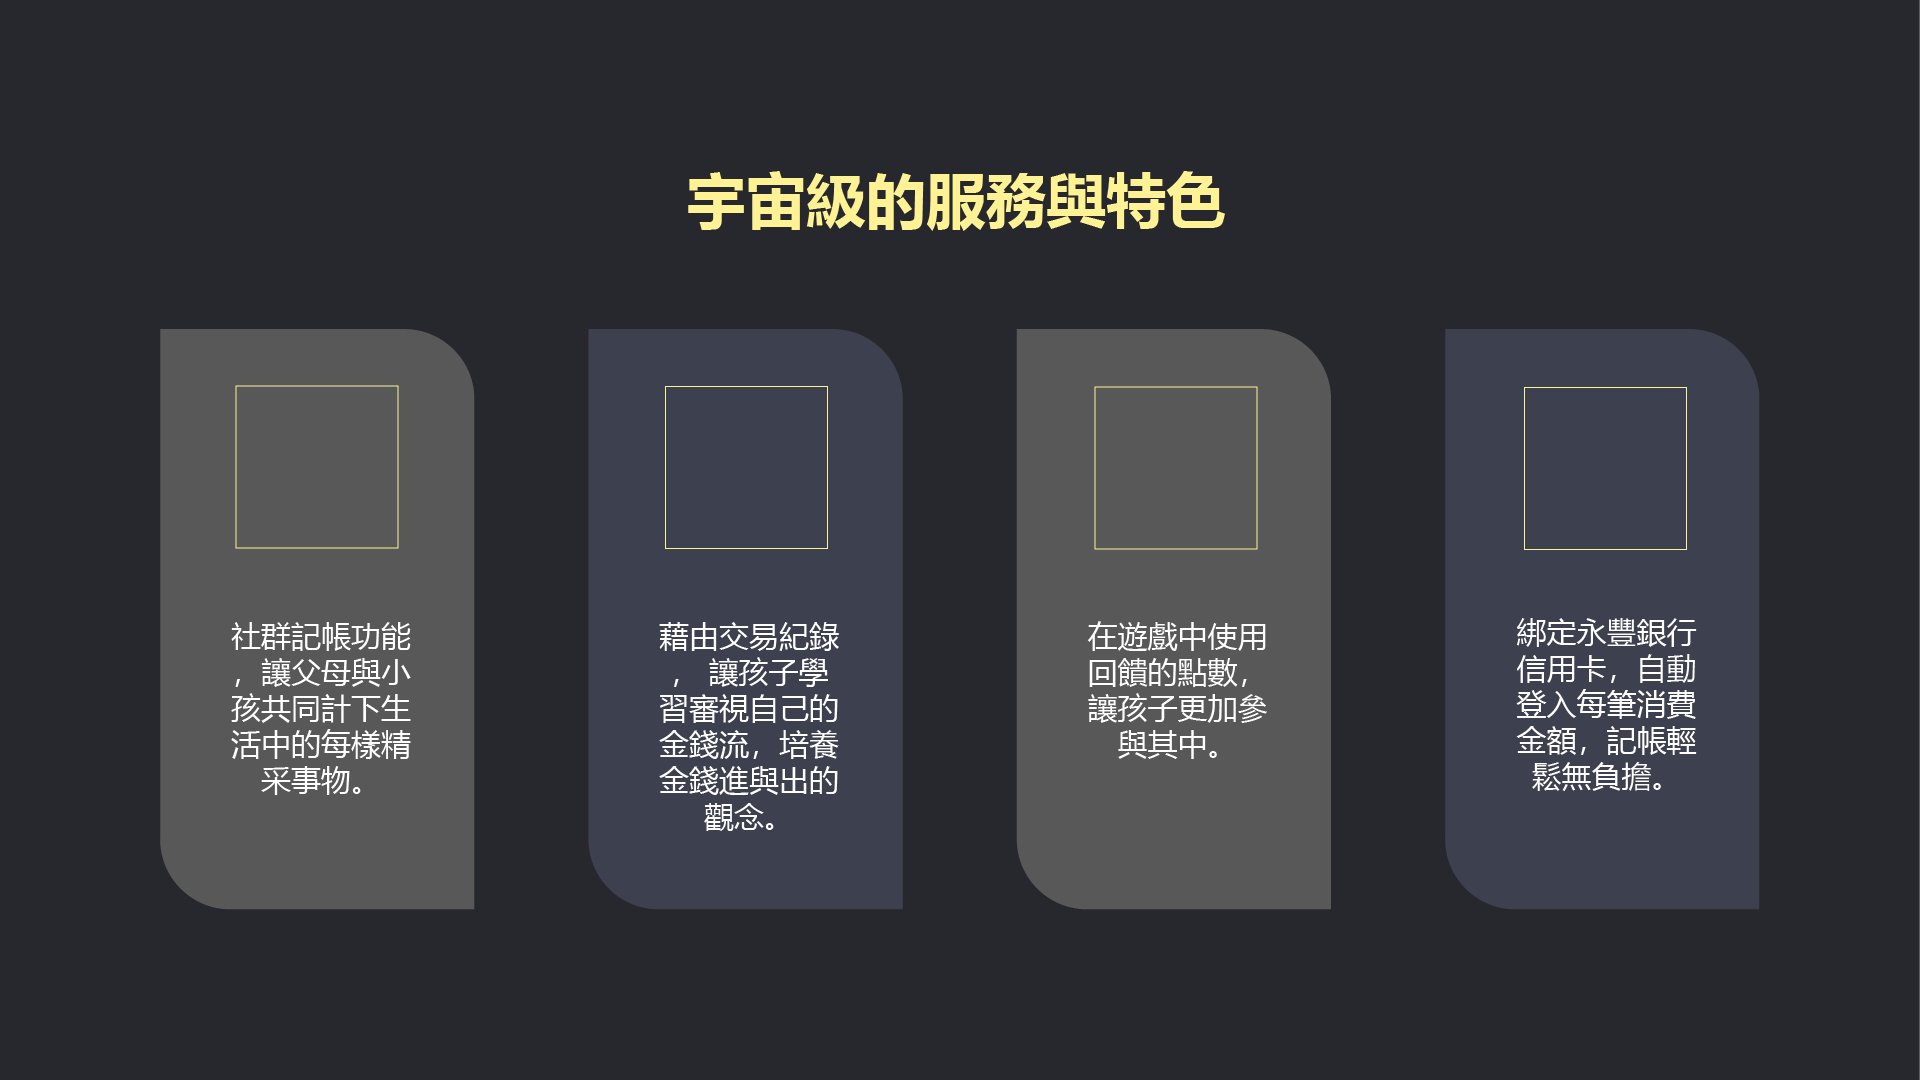 宇宙級的服務與特色
社群記帳功能
，讓父母與小
孩共同計下生
活中的每樣精
采事物。
藉由交易紀錄
， 讓孩子學
習審視自己的
金錢流，培養
金錢進與出的
觀念。
在遊戲中使用
回饋的點數，
讓孩子更加參
與其中。
綁定永豐銀行
信用卡，自動
登入每筆消費
金額，記帳輕
鬆無負擔。